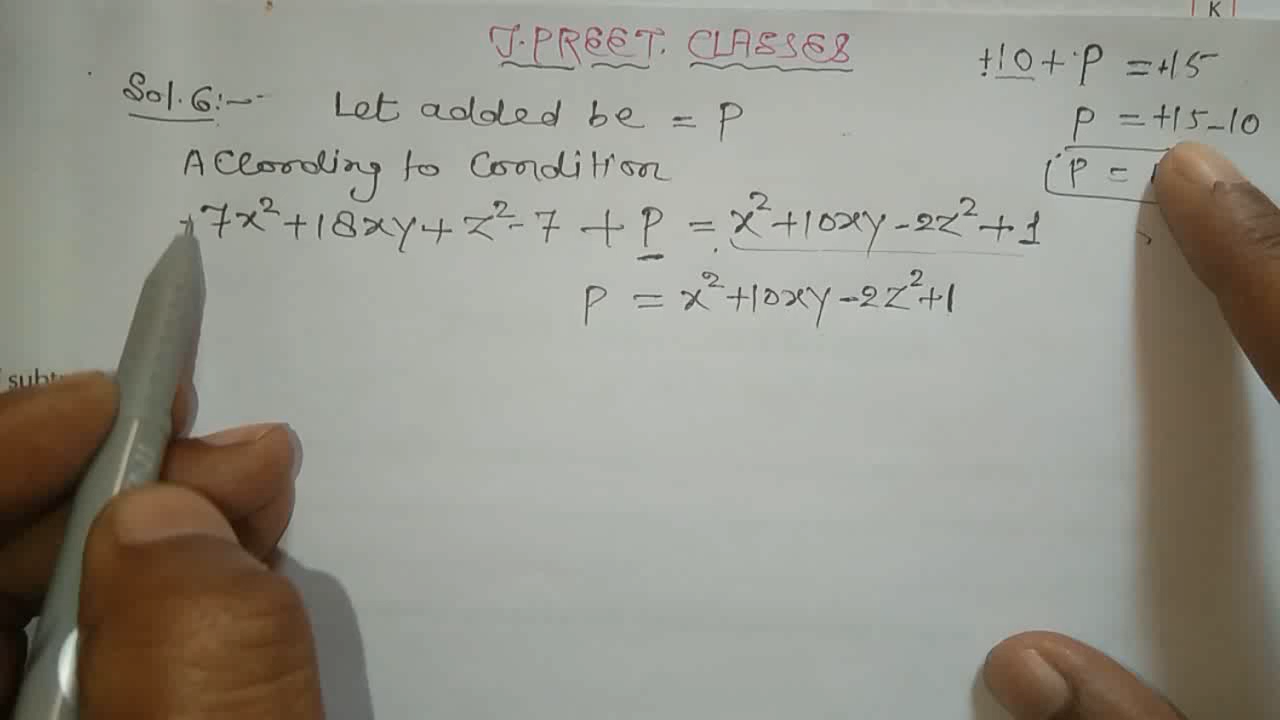 K
J.PREET. CLASSES
+10 + P = +15
Sol.6:-
Let added be = P
P = +15-10
According to Condition
P =
+7x²+18xy+z²-7 + P = x²+10xy-2z²+1
P = x²+10xy-2z²+1